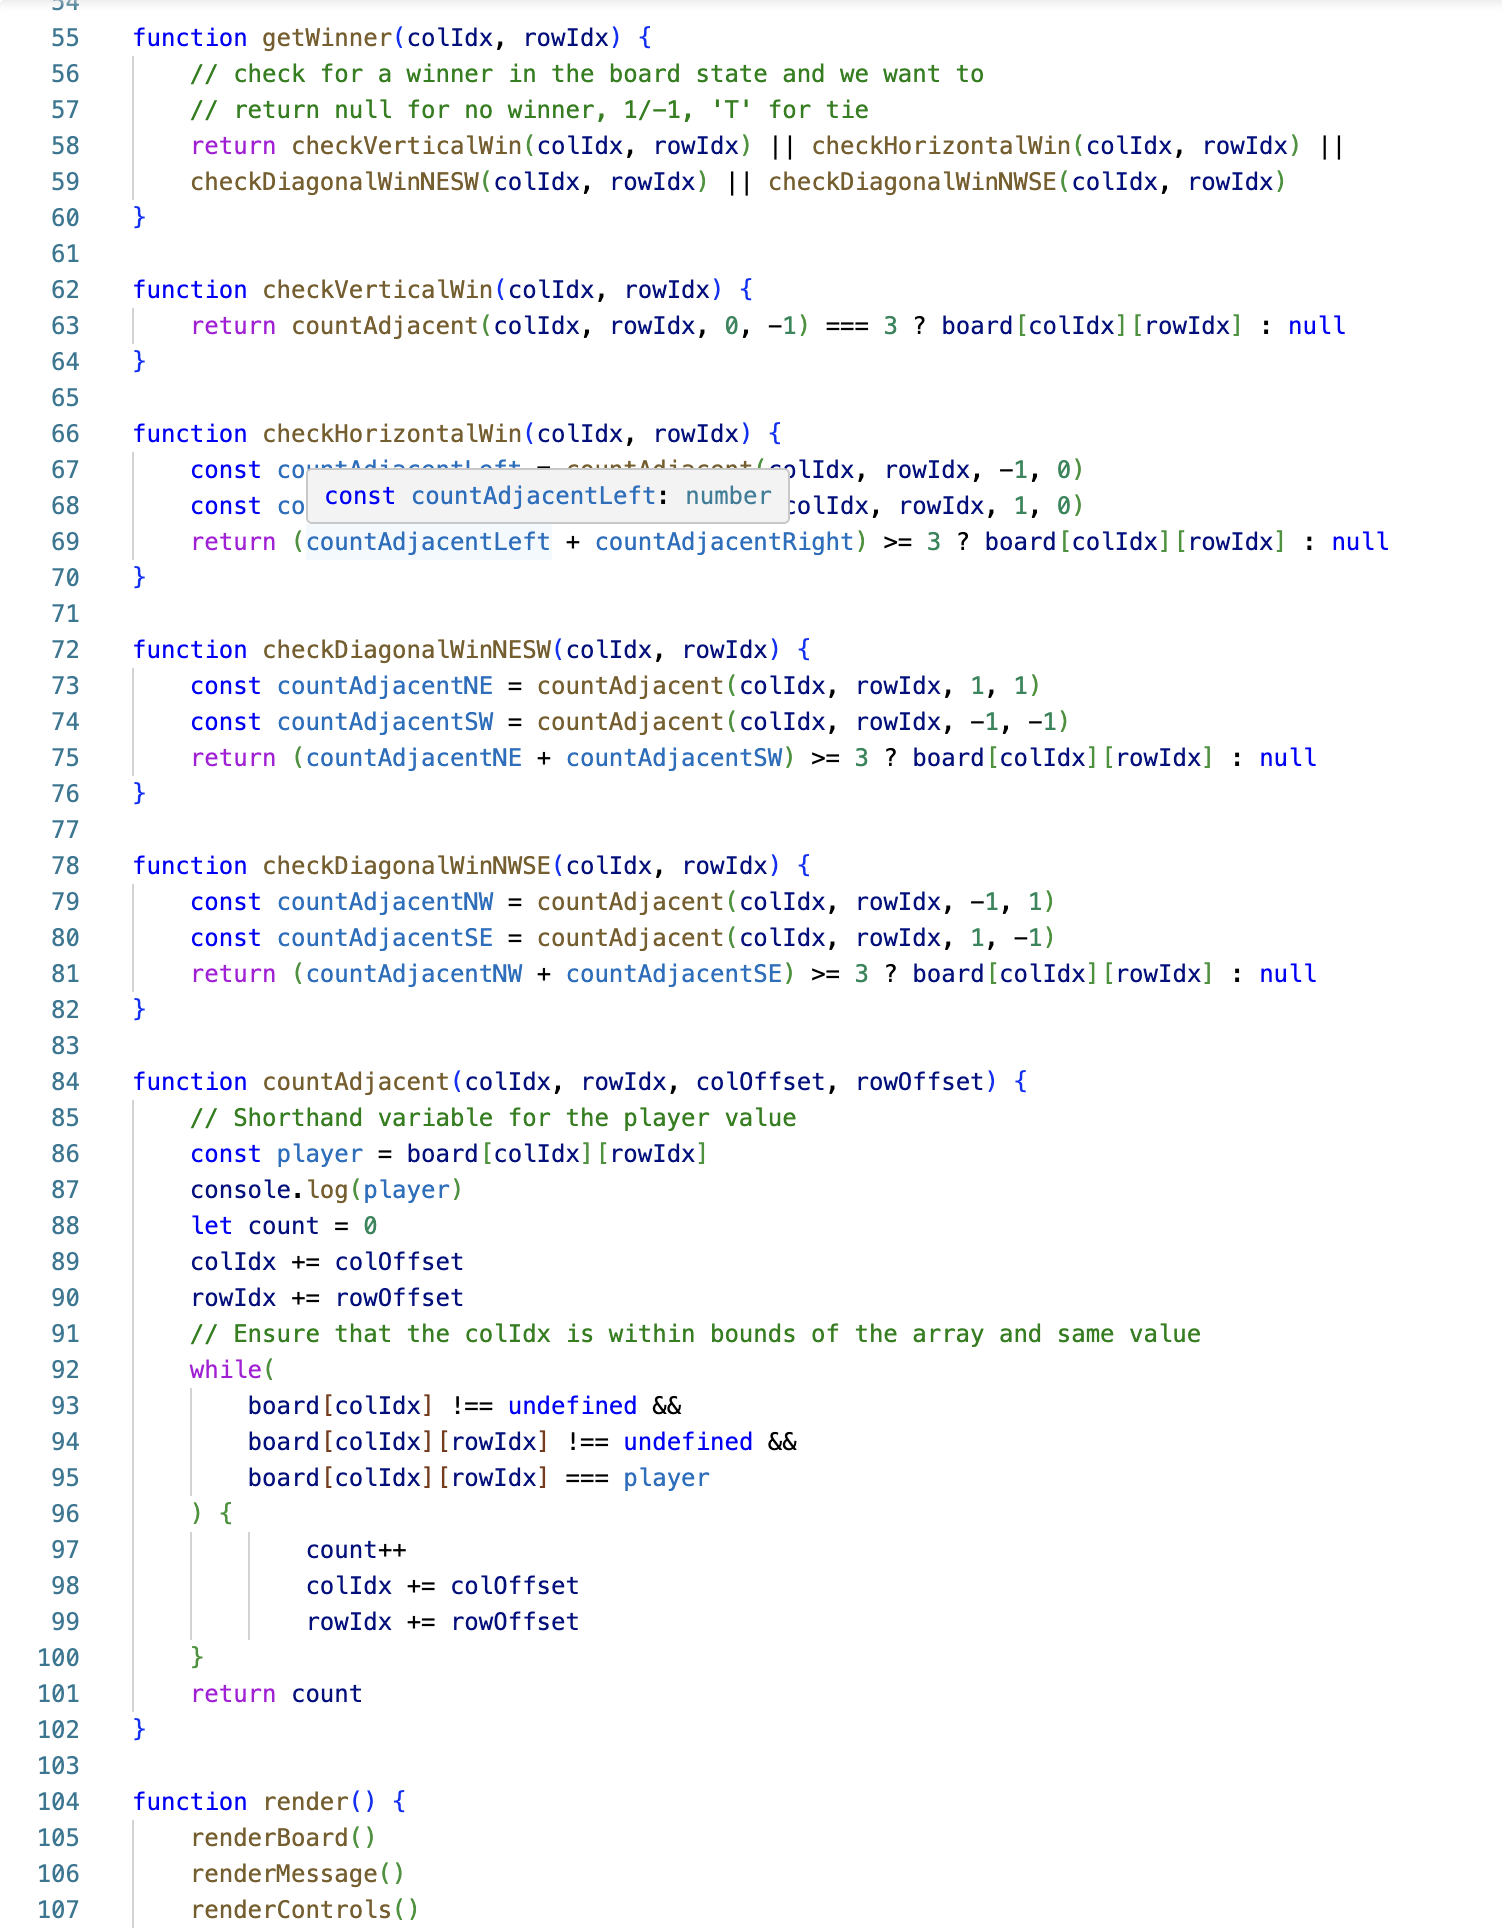 54
55 function getWinner(colIdx, rowIdx) {
56 // check for a winner in the board state and we want to
57 // return null for no winner, 1/-1, 'T' for tie
58 return checkVerticalWin(colIdx, rowIdx) || checkHorizontalWin(colIdx, rowIdx) ||
59 checkDiagonalWinNESW(colIdx, rowIdx) || checkDiagonalWinNWSE(colIdx, rowIdx)
60 }
61
62 function checkVerticalWin(colIdx, rowIdx) {
63 return countAdjacent(colIdx, rowIdx, 0, -1) === 3 ? board[colIdx][rowIdx] : null
64 }
65
66 function checkHorizontalWin(colIdx, rowIdx) {
67 const countAdjacentLeft = countAdjacent(colIdx, rowIdx, -1, 0)
const countAdjacentLeft: number
68 const co colIdx, rowIdx, 1, 0)
69 return (countAdjacentLeft + countAdjacentRight) >= 3 ? board[colIdx][rowIdx] : null
70 }
71
72 function checkDiagonalWinNESW(colIdx, rowIdx) {
73 const countAdjacentNE = countAdjacent(colIdx, rowIdx, 1, 1)
74 const countAdjacentSW = countAdjacent(colIdx, rowIdx, -1, -1)
75 return (countAdjacentNE + countAdjacentSW) >= 3 ? board[colIdx][rowIdx] : null
76 }
77
78 function checkDiagonalWinNWSE(colIdx, rowIdx) {
79 const countAdjacentNW = countAdjacent(colIdx, rowIdx, -1, 1)
80 const countAdjacentSE = countAdjacent(colIdx, rowIdx, 1, -1)
81 return (countAdjacentNW + countAdjacentSE) >= 3 ? board[colIdx][rowIdx] : null
82 }
83
84 function countAdjacent(colIdx, rowIdx, colOffset, rowOffset) {
85 // Shorthand variable for the player value
86 const player = board[colIdx][rowIdx]
87 console.log(player)
88 let count = 0
89 colIdx += colOffset
90 rowIdx += rowOffset
91 // Ensure that the colIdx is within bounds of the array and same value
92 while(
93 board[colIdx] !== undefined &&
94 board[colIdx][rowIdx] !== undefined &&
95 board[colIdx][rowIdx] === player
96 ) {
97 count++
98 colIdx += colOffset
99 rowIdx += rowOffset
100 }
101 return count
102 }
103
104 function render() {
105 renderBoard()
106 renderMessage()
107 renderControls()